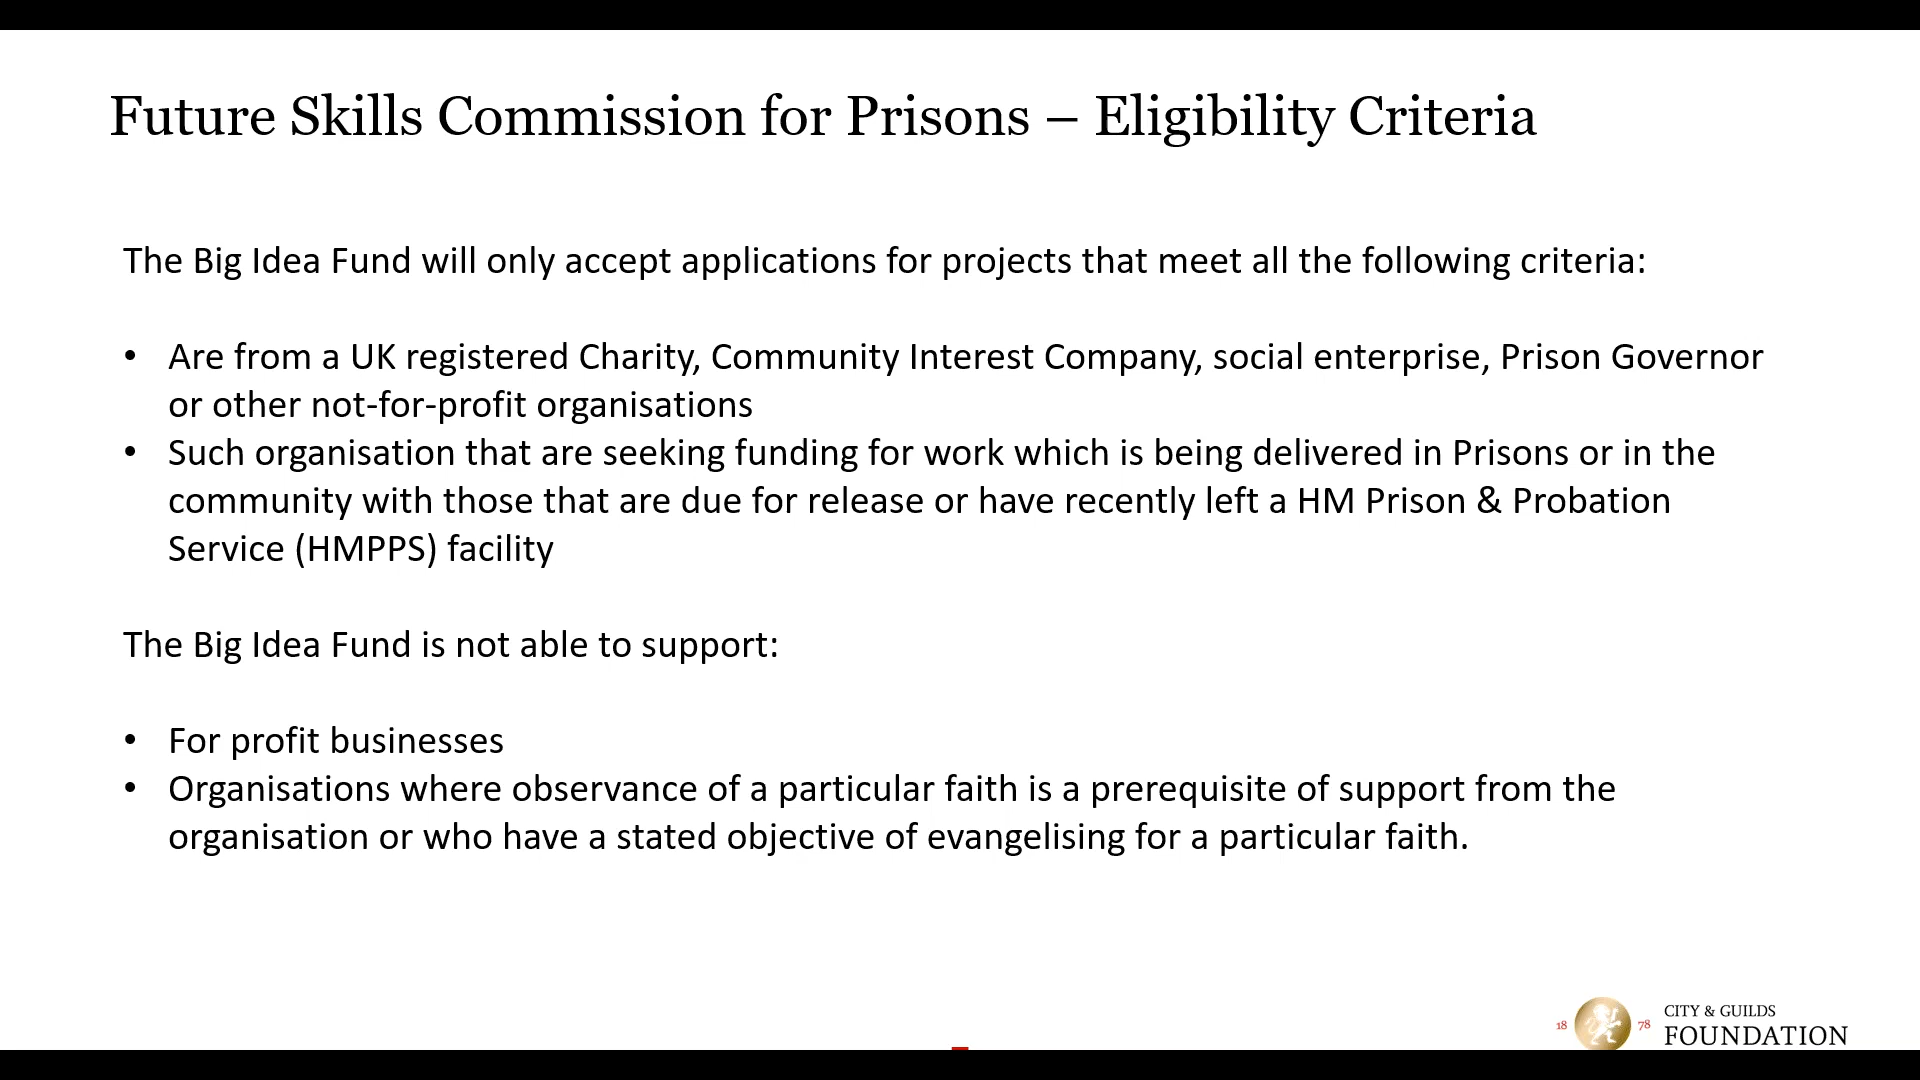 Future Skills Commission for Prisons – Eligibility Criteria
The Big Idea Fund will only accept applications for projects that meet all the following criteria:
• Are from a UK registered Charity, Community Interest Company, social enterprise, Prison Governor
or other not-for-profit organisations
• Such organisation that are seeking funding for work which is being delivered in Prisons or in the
community with those that are due for release or have recently left a HM Prison & Probation
Service (HMPPS) facility
The Big Idea Fund is not able to support:
• For profit businesses
• Organisations where observance of a particular faith is a prerequisite of support from the
organisation or who have a stated objective of evangelising for a particular faith.
18 78 CITY & GUILDS
FOUNDATION